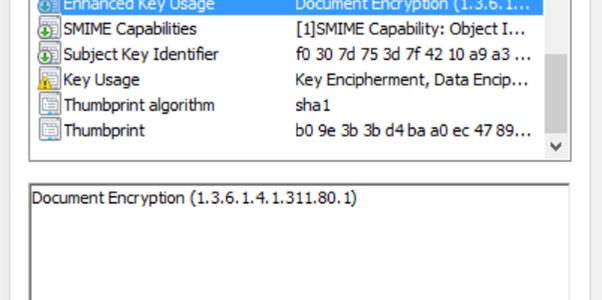 Enhanced Key Usage Document Encryption (1.3.6.1...
SMIME Capabilities [1]SMIME Capability: Object I...
Subject Key Identifier f0 30 7d 75 3d 7f 42 10 a9 a3 ...
Key Usage Key Encipherment, Data Encip...
Thumbprint algorithm sha1
Thumbprint b0 9e 3b 3b d4 ba a0 ec 47 89...
Document Encryption (1.3.6.1.4.1.311.80.1)